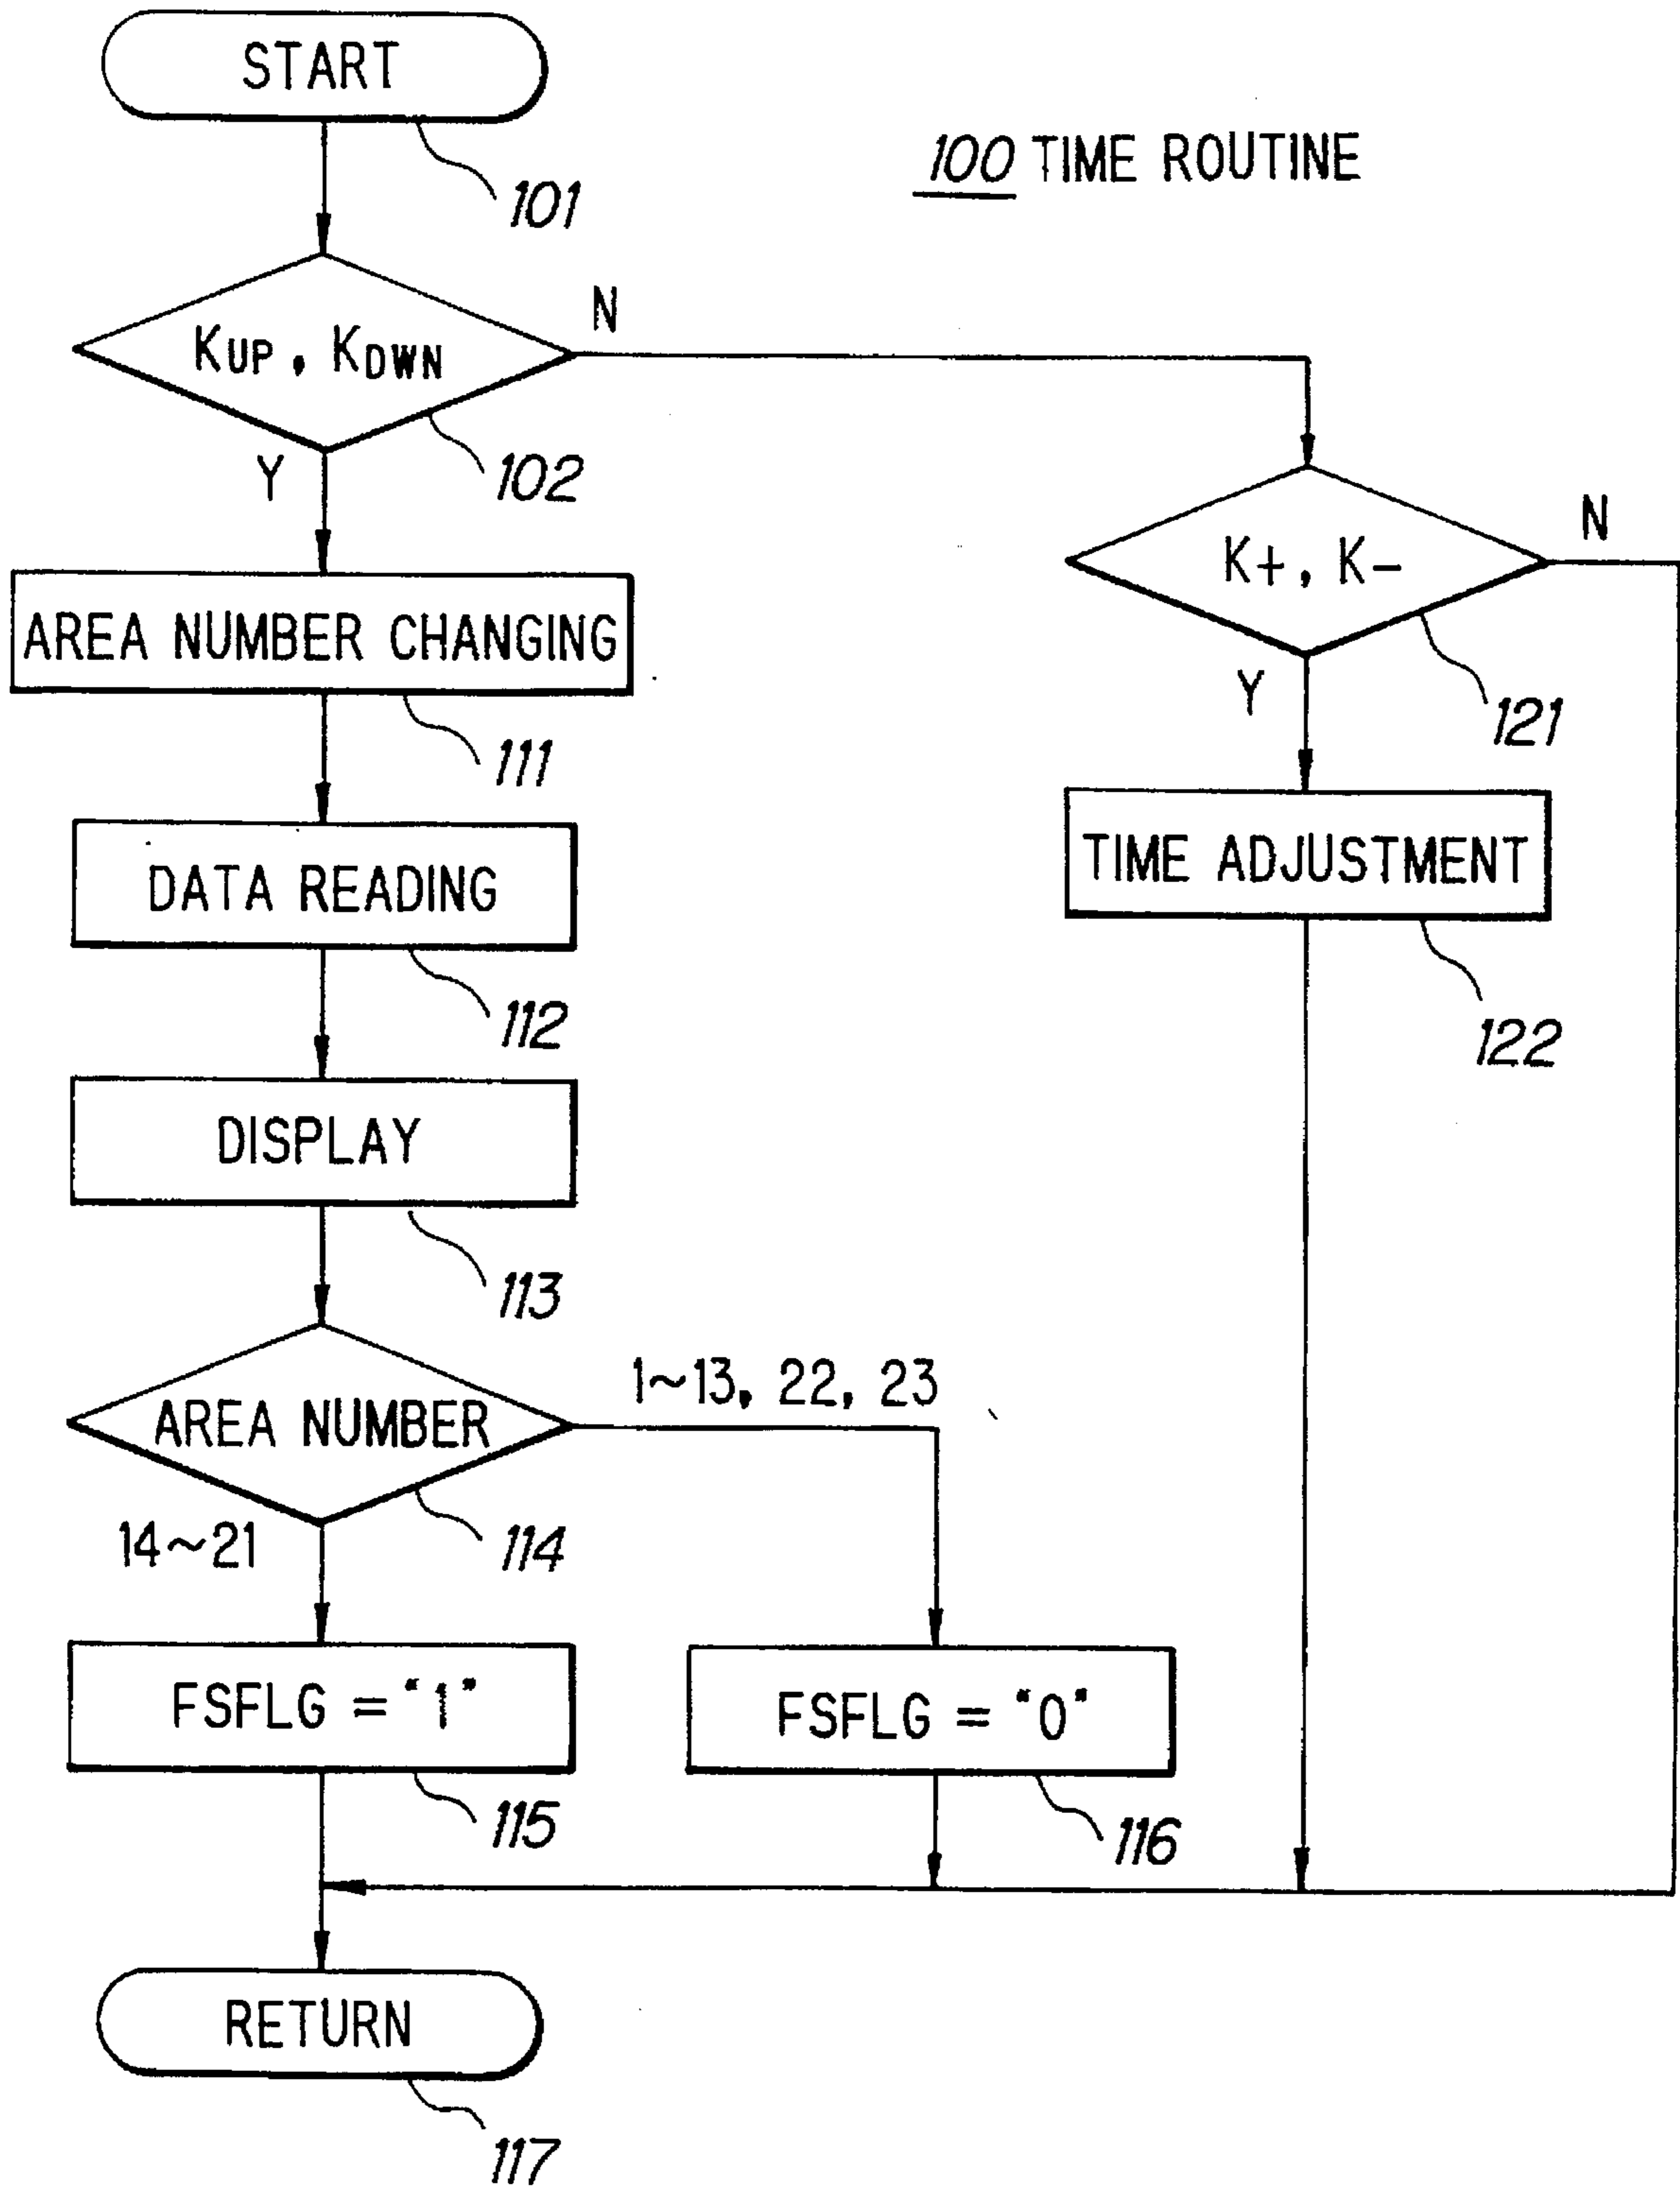 START
101
100 TIME ROUTINE
KUP, KDWN
N
Y
102
AREA NUMBER CHANGING
111
K+, K-
N
Y
121
DATA READING
112
TIME ADJUSTMENT
122
DISPLAY
113
AREA NUMBER
1~13, 22, 23
14~21
114
FSFLG = "1"
115
FSFLG = "0"
116
RETURN
117